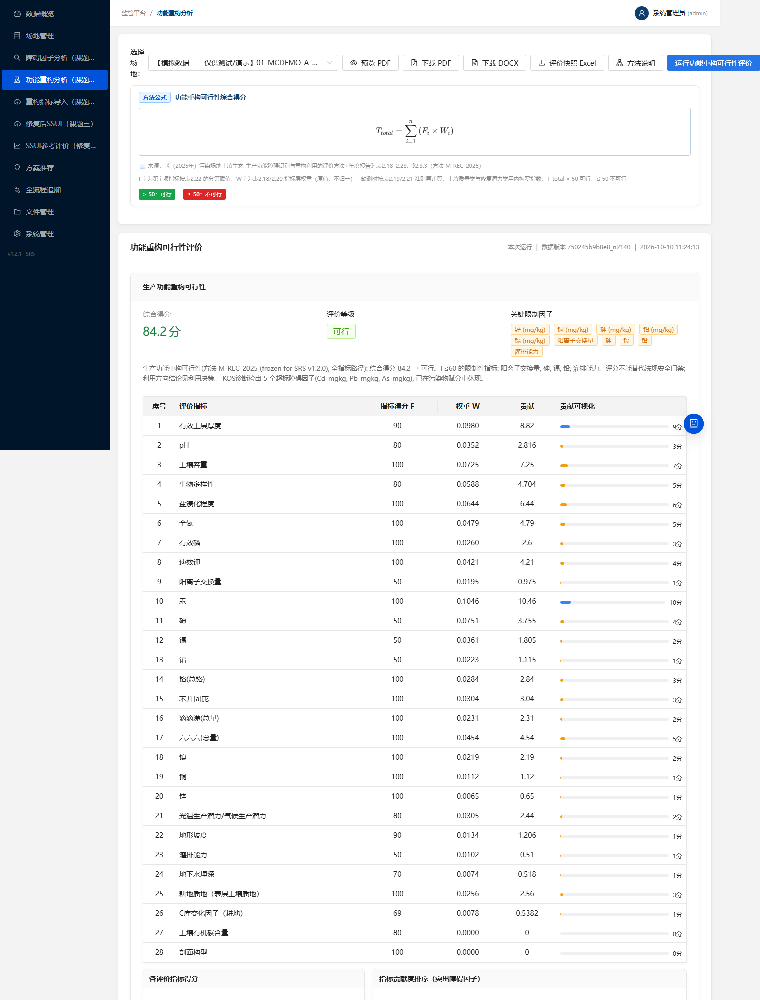 数据概览
场地管理
障碍因子分析（课题...
功能重构分析（课题...
重构指标导入（课题...
修复后SSUI（课题三）
SSUI参考评价（修复...
方案推荐
全流程追溯
文件管理
系统管理
v1.2.1 · SRS
监管平台 / 功能重构分析
系统管理员 (admin)
选择场地：
【模拟数据——仅供测试/演示】01_MCDEMO-A_...
预览 PDF
下载 PDF
下载 DOCX
评价快照 Excel
方法说明
运行功能重构可行性评价
方法公式 功能重构可行性综合得分
T_{total} = \sum_{i=1}^{n} (F_i × W_i)
来源：《（2025年）污染场地土壤生态-生产功能障碍识别与重构利用的评价方法+年度报告》表2.18–2.23、§2.3.3（方法 M-REC-2025）
F_i 为第 i 项指标按表2.22 的分等赋值，W_i 为表2.18/2.20 指标层权重（原值，不归一）；缺测时按表2.19/2.21 准则层计算，土壤质量类与修复潜力类用内梅罗指数；T_total > 50 可行，≤ 50 不可行
> 50：可行 ≤ 50：不可行
功能重构可行性评价
本次运行 | 数据版本 750245b9b8e8_n2140 | 2026-10-10 11:24:13
生产功能重构可行性
综合得分
84.2 分
评价等级
可行
关键限制因子
锌 (mg/kg) 铜 (mg/kg) 砷 (mg/kg) 铅 (mg/kg)
镉 (mg/kg) 阳离子交换量 砷 镉 铅
灌排能力
生产功能重构可行性(方法 M-REC-2025 (frozen for SRS v1.2.0), 全指标路径): 综合得分 84.2 → 可行。F≤60 的限制性指标: 阳离子交换量, 砷, 镉, 铅, 灌排能力。评分不能替代法规安全门禁;
利用方向结论见利用决策。 KOS诊断检出 5 个超标障碍因子(Cd_mgkg, Pb_mgkg, As_mgkg), 已在污染物赋分中体现。
序号 评价指标 指标得分 F 权重 W 贡献 贡献可视化
1 有效土层厚度 90 0.0980 8.82 9分
2 pH 80 0.0352 2.816 3分
3 土壤容重 100 0.0725 7.25 7分
4 生物多样性 80 0.0588 4.704 5分
5 盐渍化程度 100 0.0644 6.44 6分
6 全氮 100 0.0479 4.79 5分
7 有效磷 100 0.0260 2.6 3分
8 速效钾 100 0.0421 4.21 4分
9 阳离子交换量 50 0.0195 0.975 1分
10 汞 100 0.1046 10.46 10分
11 砷 50 0.0751 3.755 4分
12 镉 50 0.0361 1.805 2分
13 铅 50 0.0223 1.115 1分
14 铬(总铬) 100 0.0284 2.84 3分
15 苯并[a]芘 100 0.0304 3.04 3分
16 滴滴涕(总量) 100 0.0231 2.31 2分
17 六六六(总量) 100 0.0454 4.54 5分
18 镍 100 0.0219 2.19 2分
19 铜 100 0.0112 1.12 1分
20 锌 100 0.0065 0.65 1分
21 光温生产潜力/气候生产潜力 80 0.0305 2.44 2分
22 地形坡度 90 0.0134 1.206 1分
23 灌排能力 50 0.0102 0.51 1分
24 地下水埋深 70 0.0074 0.518 1分
25 耕地质地（表层土壤质地） 100 0.0256 2.56 3分
26 C库变化因子（耕地） 69 0.0078 0.5382 1分
27 土壤有机碳含量 80 0.0000 0 0分
28 剖面构型 100 0.0000 0 0分
各评价指标得分
指标贡献度排序（突出障碍因子）